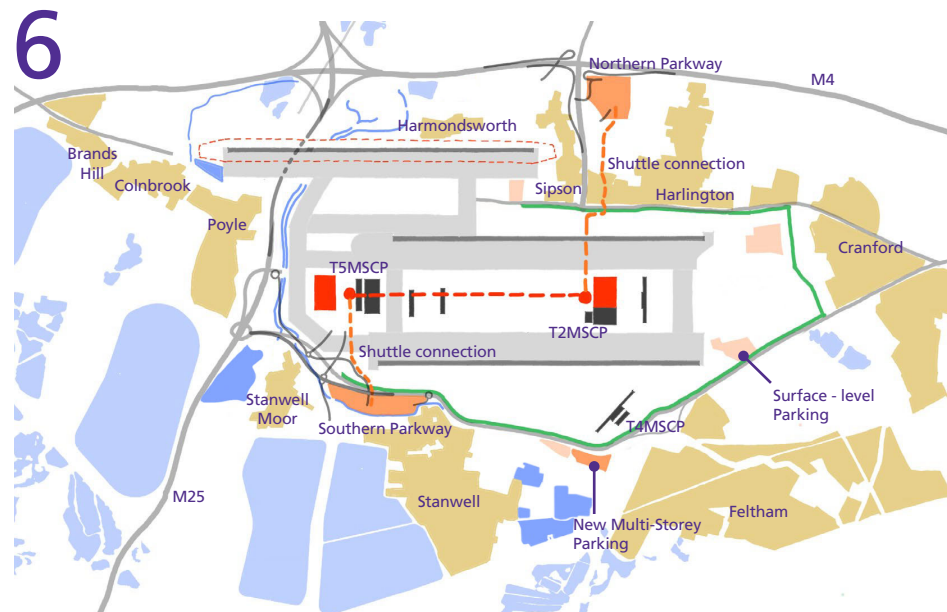 6
Northern Parkway
M4
Harmondsworth
Brands
Hill
Shuttle connection
Colnbrook
Sipson
Harlington
Poyle
Cranford
T5MSCP
T2MSCP
Shuttle connection
Stanwell
Moor
Surface - level
Parking
Southern Parkway
T4MSCP
M25
Stanwell
Feltham
New Multi-Storey
Parking